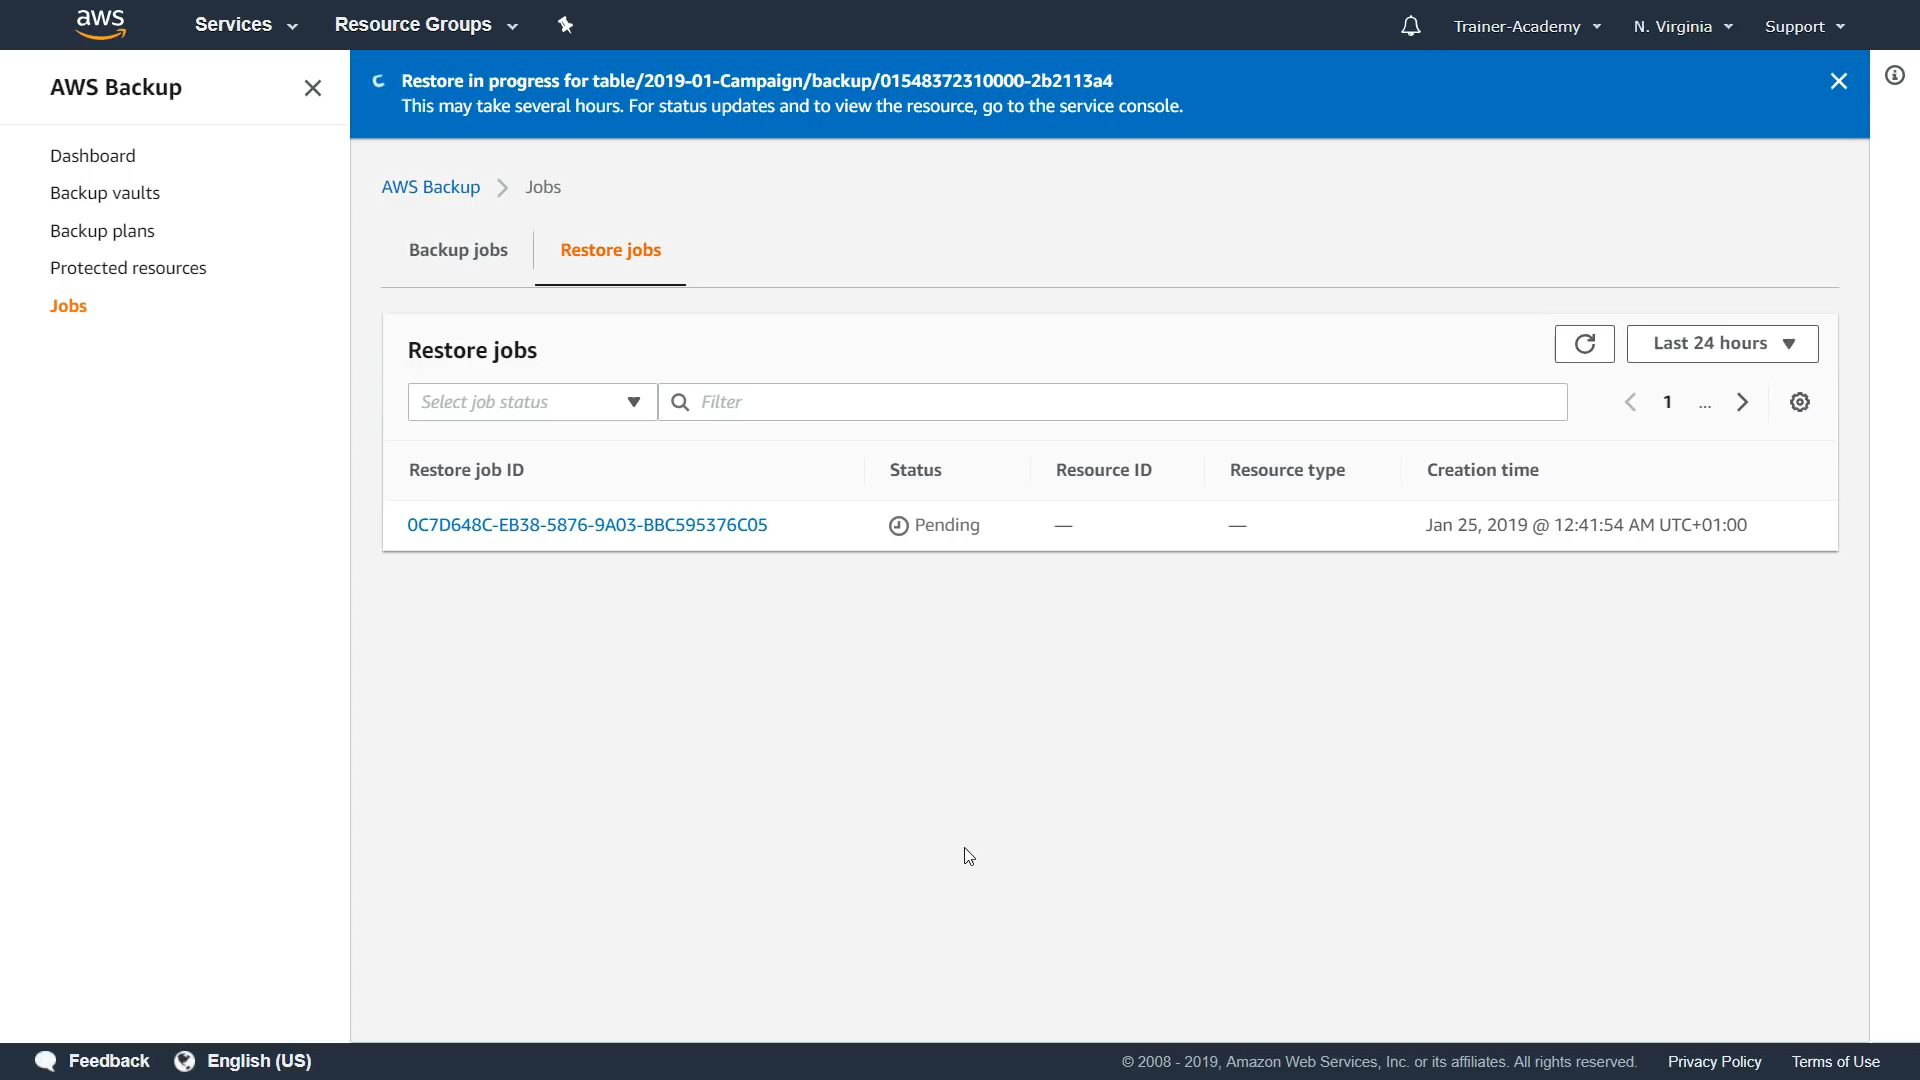 aws Services Resource Groups Trainer-Academy N. Virginia Support
AWS Backup
Dashboard
Backup vaults
Backup plans
Protected resources
Jobs
Restore in progress for table/2019-01-Campaign/backup/01548372310000-2b2113a4
This may take several hours. For status updates and to view the resource, go to the service console.
AWS Backup Jobs
Backup jobs Restore jobs
Restore jobs Last 24 hours
Select job status Filter 1 ...
Restore job ID Status Resource ID Resource type Creation time
0C7D648C-EB38-5876-9A03-BBC595376C05 Pending — — Jan 25, 2019 @ 12:41:54 AM UTC+01:00
Feedback English (US) © 2008 - 2019, Amazon Web Services, Inc. or its affiliates. All rights reserved. Privacy Policy Terms of Use